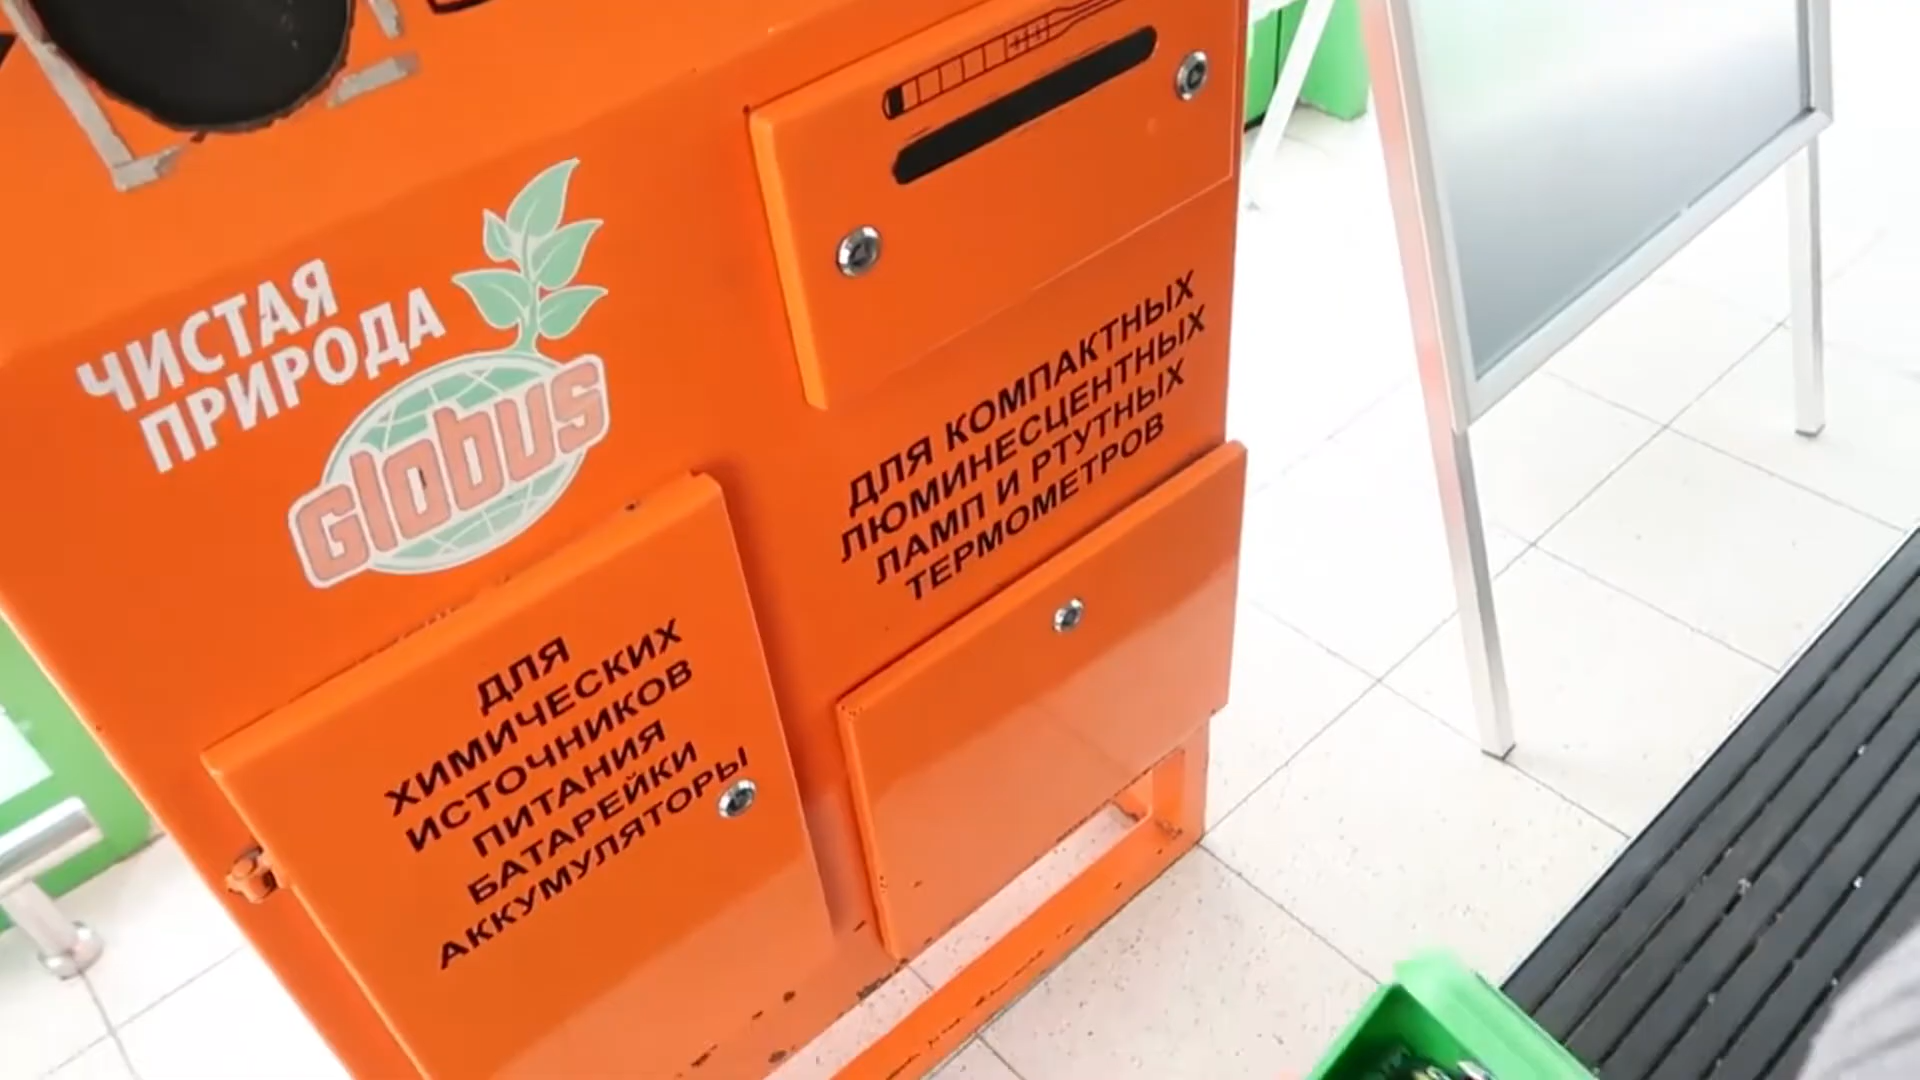 ЧИСТАЯ
ПРИРОДА
Globus
ДЛЯ КОМПАКТНЫХ
ЛЮМИНЕСЦЕНТНЫХ
ЛАМП И РТУТНЫХ
ТЕРМОМЕТРОВ
ДЛЯ
ХИМИЧЕСКИХ
ИСТОЧНИКОВ
ПИТАНИЯ
БАТАРЕЙКИ
АККУМУЛЯТОРЫ